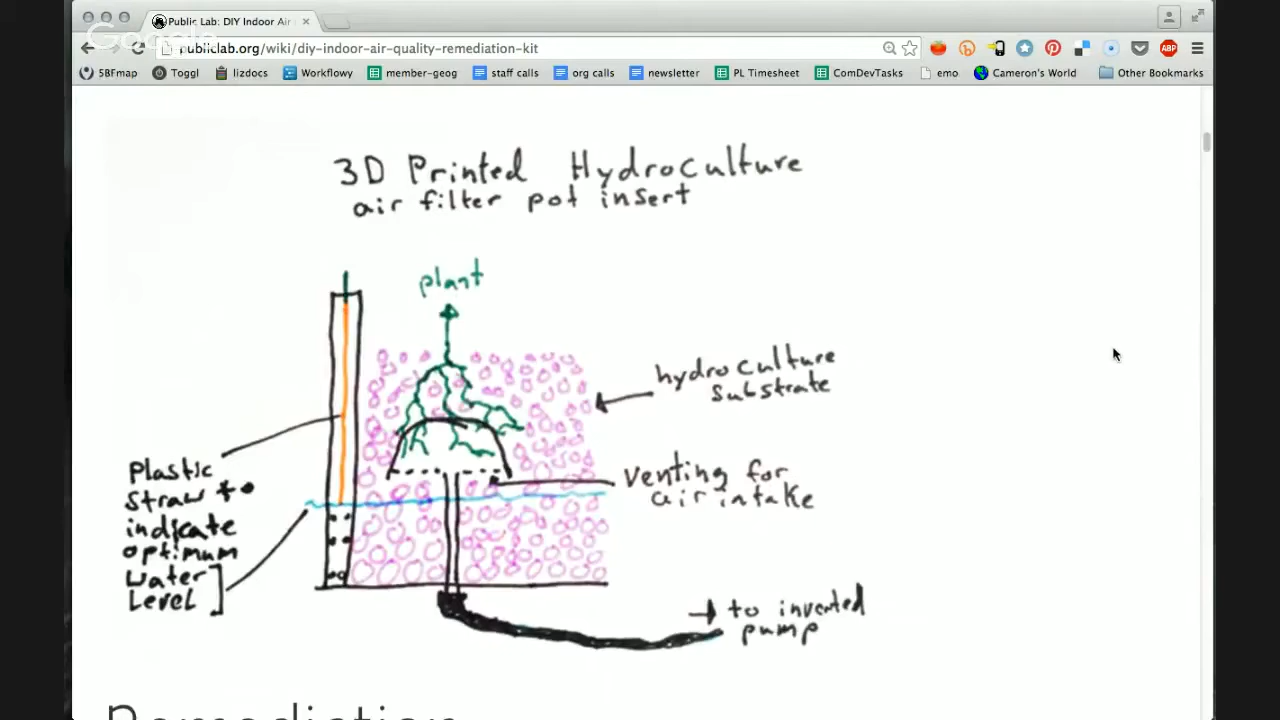 Public Lab: DIY Indoor Air
Google
publiclab.org/wiki/diy-indoor-air-quality-remediation-kit
ABP
SBFmap
Toggl
lizdocs
Workflowy
member-geog
staff calls
org calls
newsletter
PL Timesheet
ComDevTasks
emo
Cameron's World
Other Bookmarks
3D Printed Hydroculture
air filter pot insert
plant
hydroculture
substrate
Plastic
straw to
indicate
optimum
water
Level
venting for
air intake
to inverted
pump
Remediation